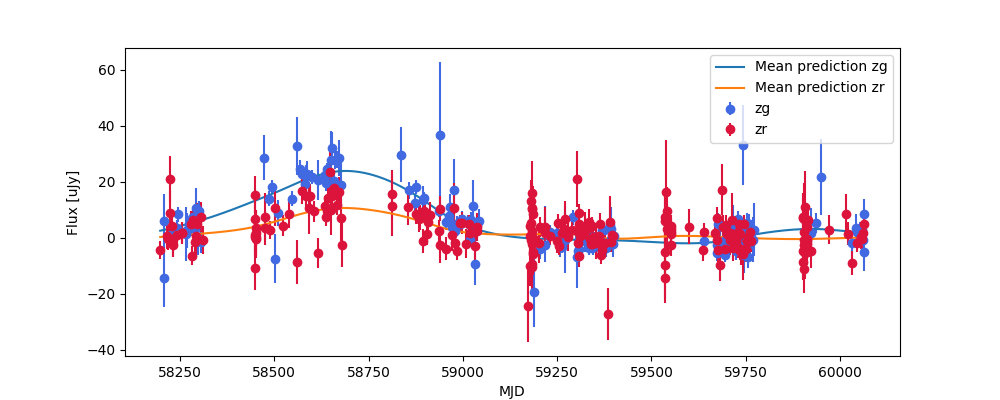 Mean prediction zg
Mean prediction zr
zg
zr
Flux [uJy]
60
40
20
0
−20
−40
58250
58500
58750
59000
59250
59500
59750
60000
MJD